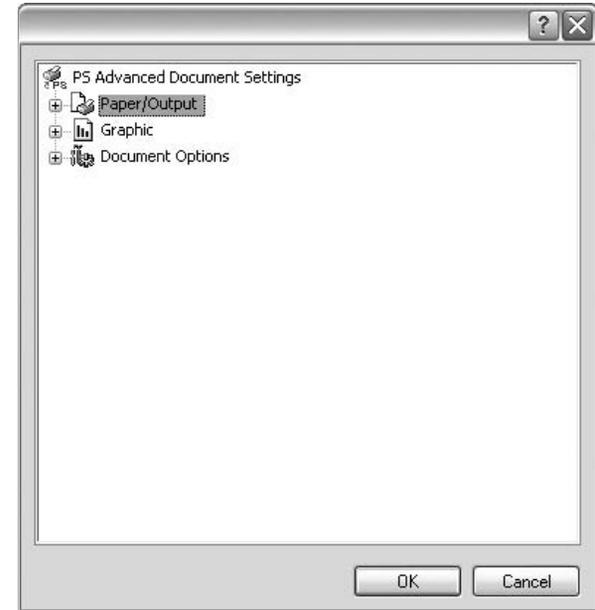 PS Advanced Document Settings
Paper/Output
Graphic
Document Options
OK
Cancel